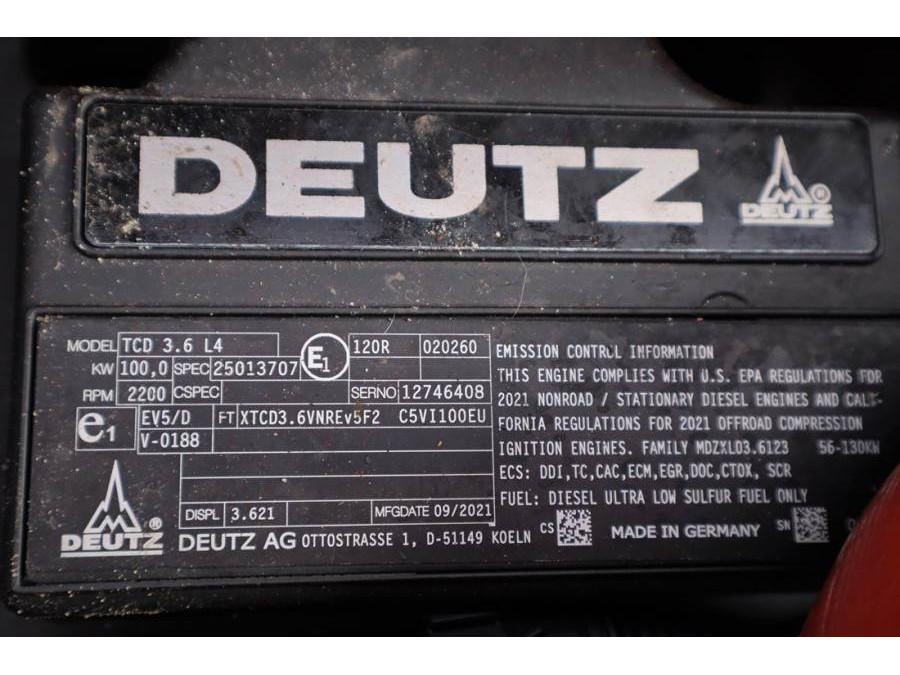 DEUTZ
DEUTZ®
MODEL TCD 3.6 L4
KW 100,0 SPEC 25013707 E1 120R 020260
RPM 2200 CSPEC SERNO 12746408
e1 EV5/D FT XTCD3.6VNREv5F2 C5VI100EU
V-0188
DISPL 3.621 MFGDATE 09/2021
DEUTZ®
DEUTZ AG OTTOSTRASSE 1, D-51149 KOELN
EMISSION CONTROL INFORMATION
THIS ENGINE COMPLIES WITH U.S. EPA REGULATIONS FOR
2021 NONROAD / STATIONARY DIESEL ENGINES AND CALI-
FORNIA REGULATIONS FOR 2021 OFFROAD COMPRESSION
IGNITION ENGINES. FAMILY MDZXL03.6123 56-130KW
ECS: DDI,TC,CAC,ECM,EGR,DOC,CTOX, SCR
FUEL: DIESEL ULTRA LOW SULFUR FUEL ONLY
CS MADE IN GERMANY SN